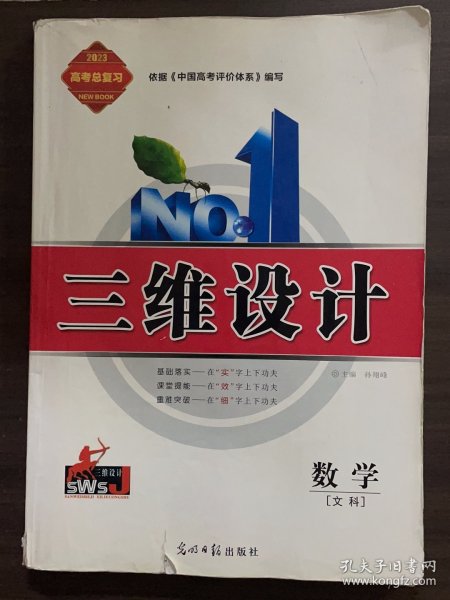 2023
高考总复习
NEW BOOK
依据《中国高考评价体系》编写
NO.1
三维设计
基础落实——在“实”字上下功夫
课堂提能——在“效”字上下功夫
重难突破——在“细”字上下功夫
主编 孙翔峰
三维设计
SWSJ
SANWEISHEJI XILIECONGSHU
数学
[文科]
光明日报出版社
孔夫子旧书网
www.kongfz.com